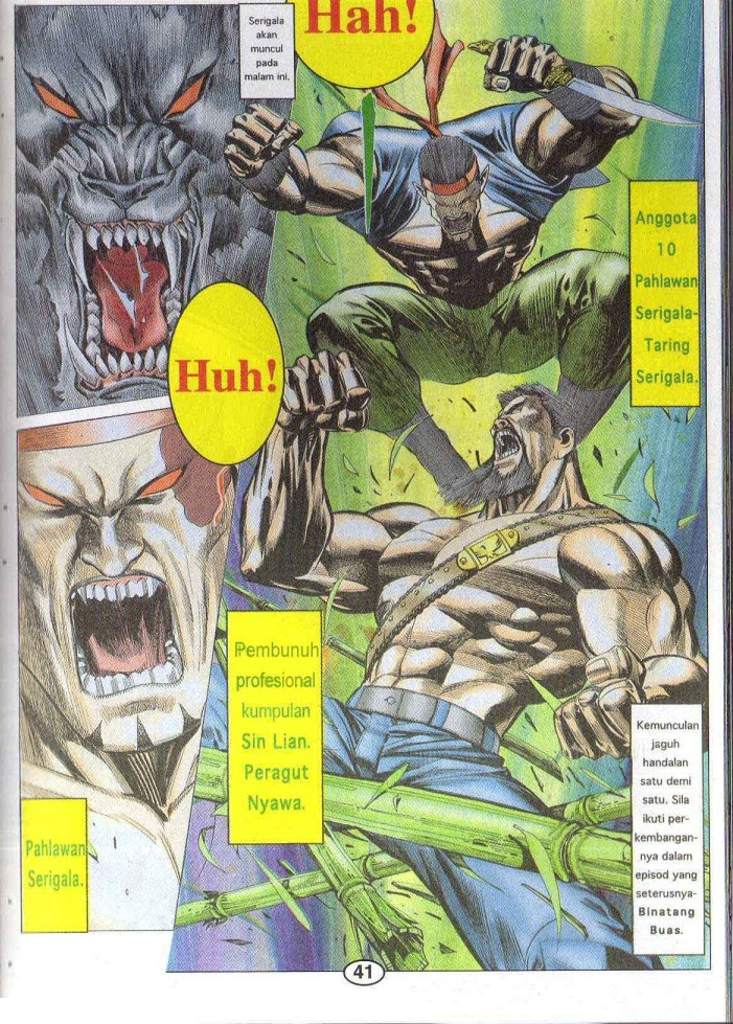 Serigala
akan
muncul
pada
malam ini.
Hah!
Anggota
10
Pahlawan
Serigala-
Taring
Serigala.
Huh!
Pembunuh
profesional
kumpulan
Sin Lian.
Peragut
Nyawa.
Pahlawan
Serigala.
Kemunculan
jaguh
handalan
satu demi
satu. Sila
ikuti per-
kembangan-
nya dalam
episod yang
seterusnya-
Binatang
Buas.
41